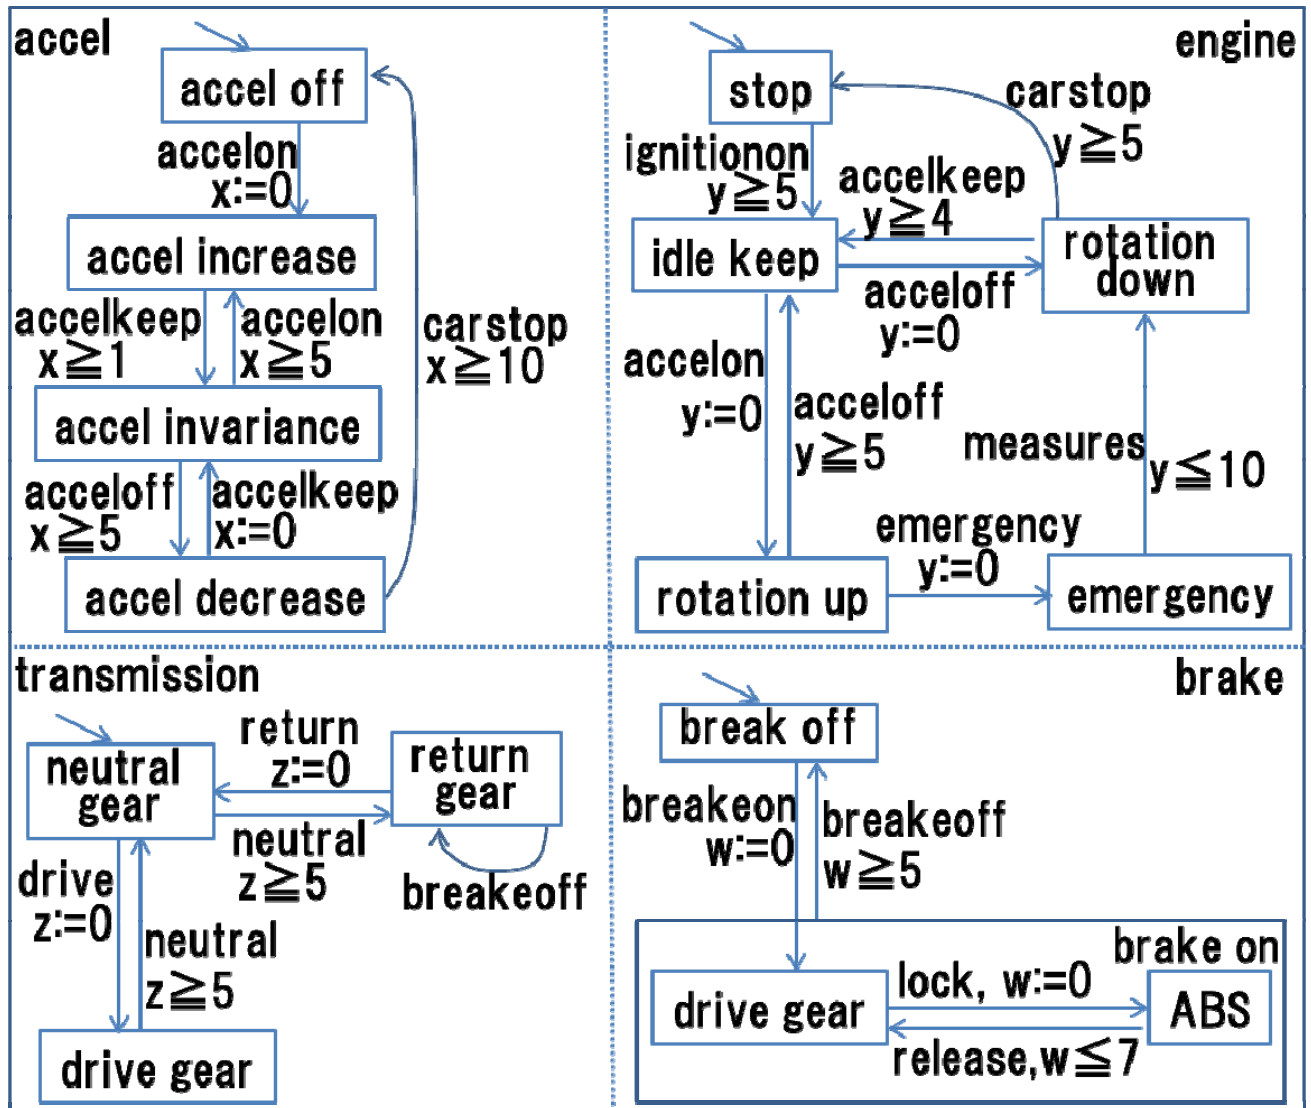 accel
accel off
accelon
x:=0
accel increase
accelkeep
x≧1
accelon
x≧5
carstop
x≧10
accel invariance
acceloff
x≧5
accelkeep
x:=0
accel decrease
engine
stop
carstop
y≧5
ignitionon
y≧5
accelkeep
y≧4
idle keep
rotation
down
acceloff
y:=0
accelon
y:=0
acceloff
y≧5
measures
y≦10
emergency
y:=0
rotation up
emergency
transmission
return
z:=0
neutral
gear
return
gear
neutral
z≧5
breakeoff
drive
z:=0
neutral
z≧5
drive gear
brake
break off
breakeon
w:=0
breakeoff
w≧5
brake on
drive gear
lock, w:=0
ABS
release,w≦7